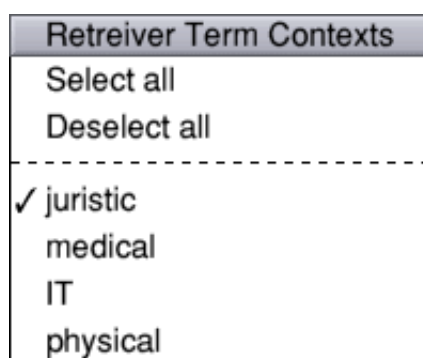 Retreiver Term Contexts
Select all
Deselect all
✓ juristic
medical
IT
physical